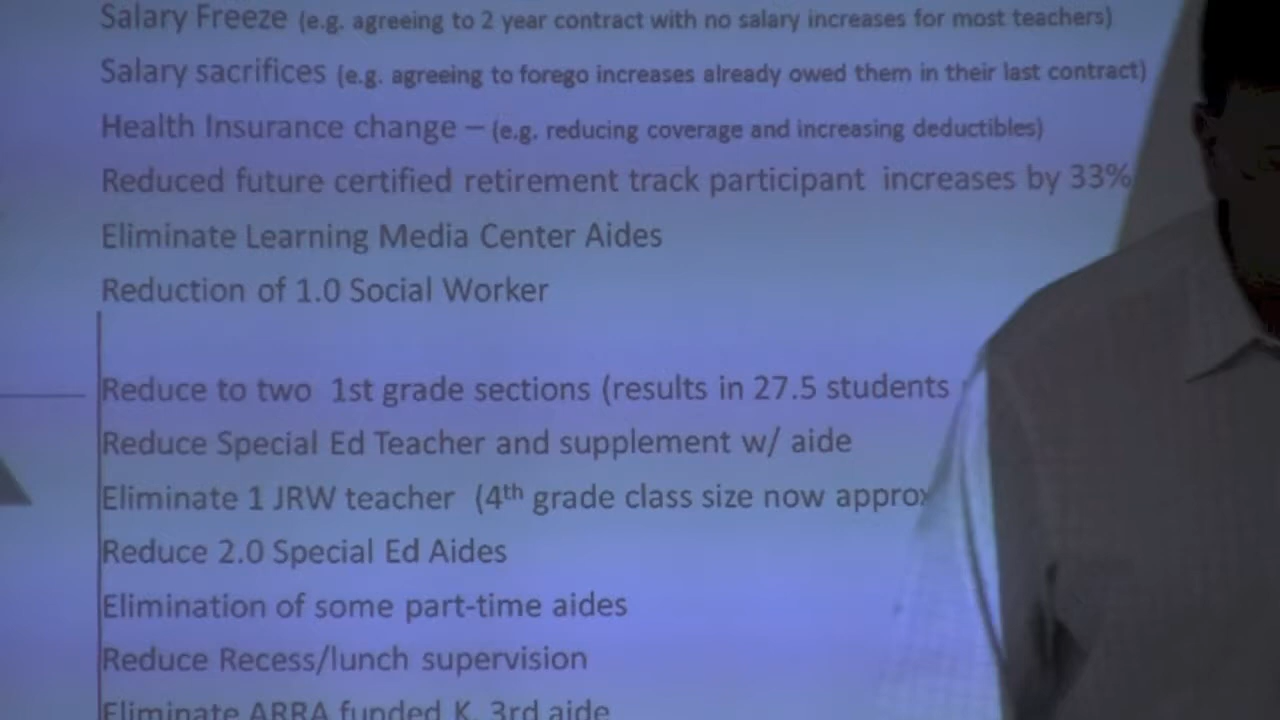 Salary Freeze (e.g. agreeing to 2 year contract with no salary increases for most teachers)
Salary sacrifices (e.g. agreeing to forego increases already owed them in their last contract)
Health Insurance change – (e.g. reducing coverage and increasing deductibles)
Reduced future certified retirement track participant increases by 33%
Eliminate Learning Media Center Aides
Reduction of 1.0 Social Worker
Reduce to two 1st grade sections (results in 27.5 students
Reduce Special Ed Teacher and supplement w/ aide
Eliminate 1 JRW teacher (4th grade class size now
Reduce 2.0 Special Ed Aides
Elimination of some part-time aides
Reduce Recess/lunch supervision
Eliminate ARRA funded K, 3rd aide